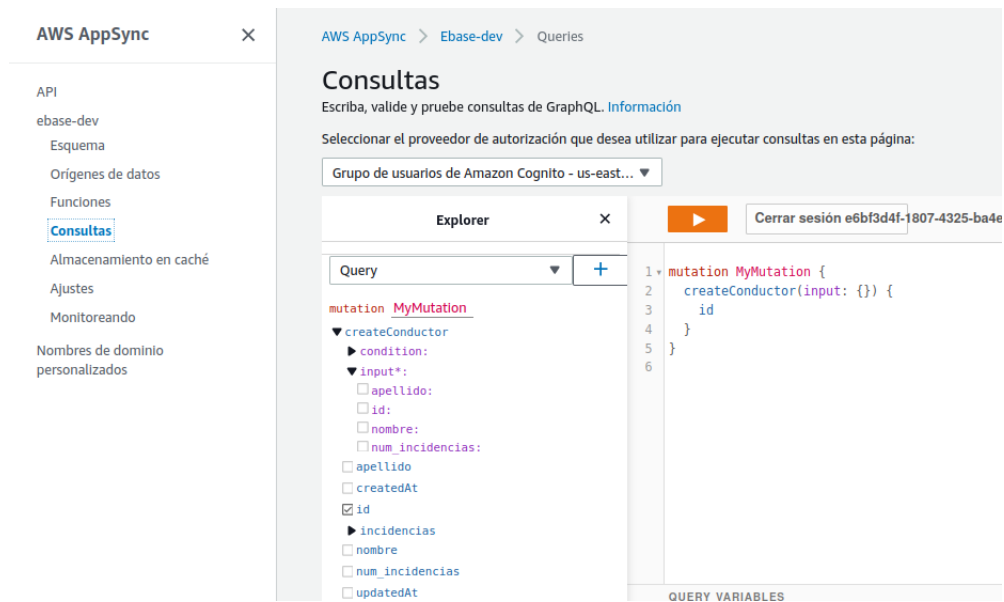 AWS AppSync
API
ebase-dev
Esquema
Orígenes de datos
Funciones
Consultas
Almacenamiento en caché
Ajustes
Monitoreando
Nombres de dominio
personalizados
AWS AppSync > Ebase-dev > Queries
Consultas
Escriba, valide y pruebe consultas de GraphQL. Información
Seleccionar el proveedor de autorización que desea utilizar para ejecutar consultas en esta página:
Grupo de usuarios de Amazon Cognito - us-east...
Explorer
Query
mutation MyMutation
createConductor
condition:
input*:
apellido:
id:
nombre:
num_incidencias:
apellido
createdAt
id
incidencias
nombre
num_incidencias
updatedAt
Cerrar sesión e6bf3d4f-1807-4325-ba4e
1 mutation MyMutation {
2 createConductor(input: {}) {
3 id
4 }
5 }
6
QUERY VARIABLES